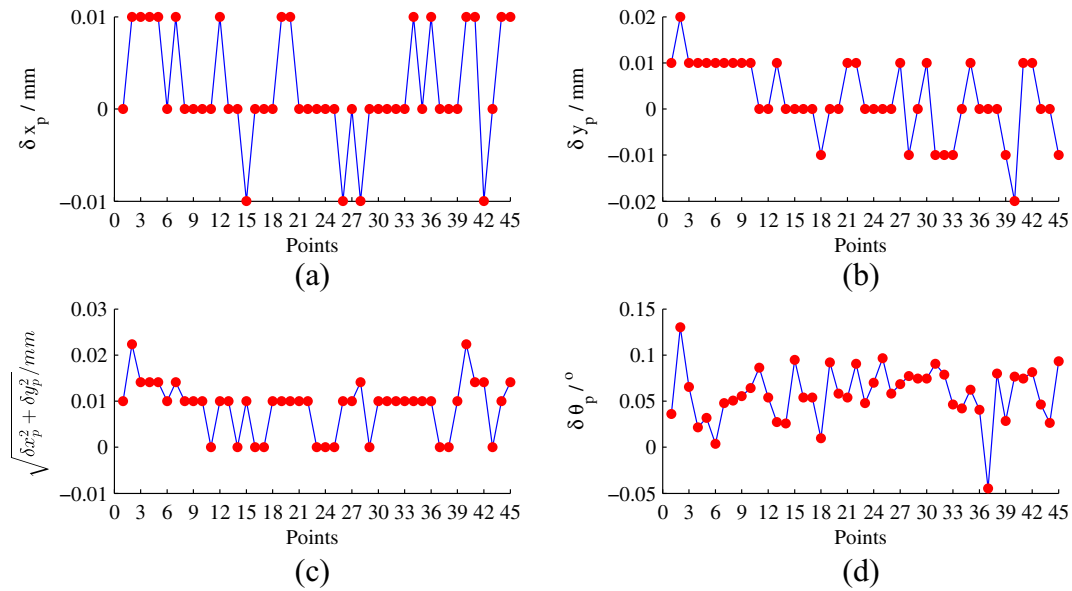 0.01
0
−0.01
δ x_p / mm
0 3 6 9 12 15 18 21 24 27 30 33 36 39 42 45
Points
(a)
0.02
0.01
0
−0.01
−0.02
δ y_p / mm
0 3 6 9 12 15 18 21 24 27 30 33 36 39 42 45
Points
(b)
0.03
0.02
0.01
0
−0.01
√δx_p^2 + δy_p^2/mm
0 3 6 9 12 15 18 21 24 27 30 33 36 39 42 45
Points
(c)
0.15
0.1
0.05
0
−0.05
δ θ_p / °
0 3 6 9 12 15 18 21 24 27 30 33 36 39 42 45
Points
(d)